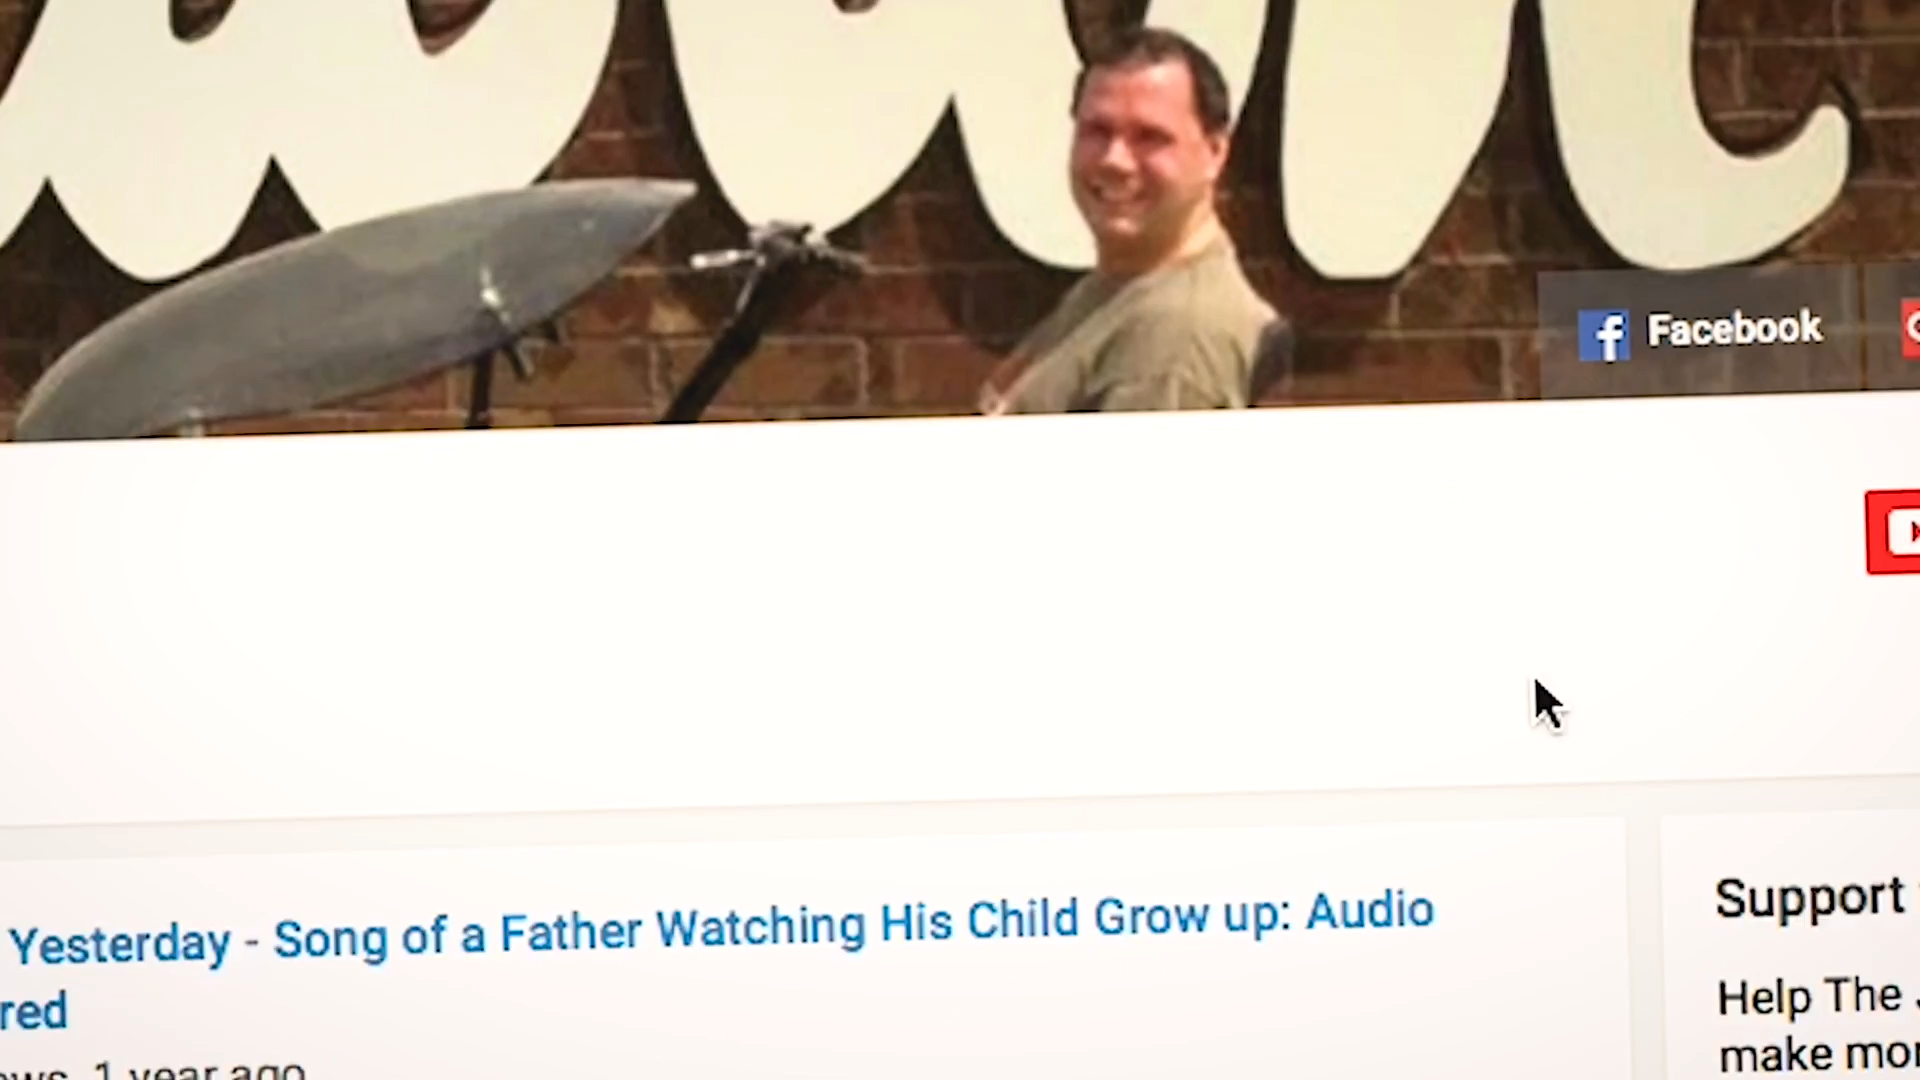 Facebook
Yesterday - Song of a Father Watching His Child Grow up: Audio
red
1 year ago
Support
Help The
make